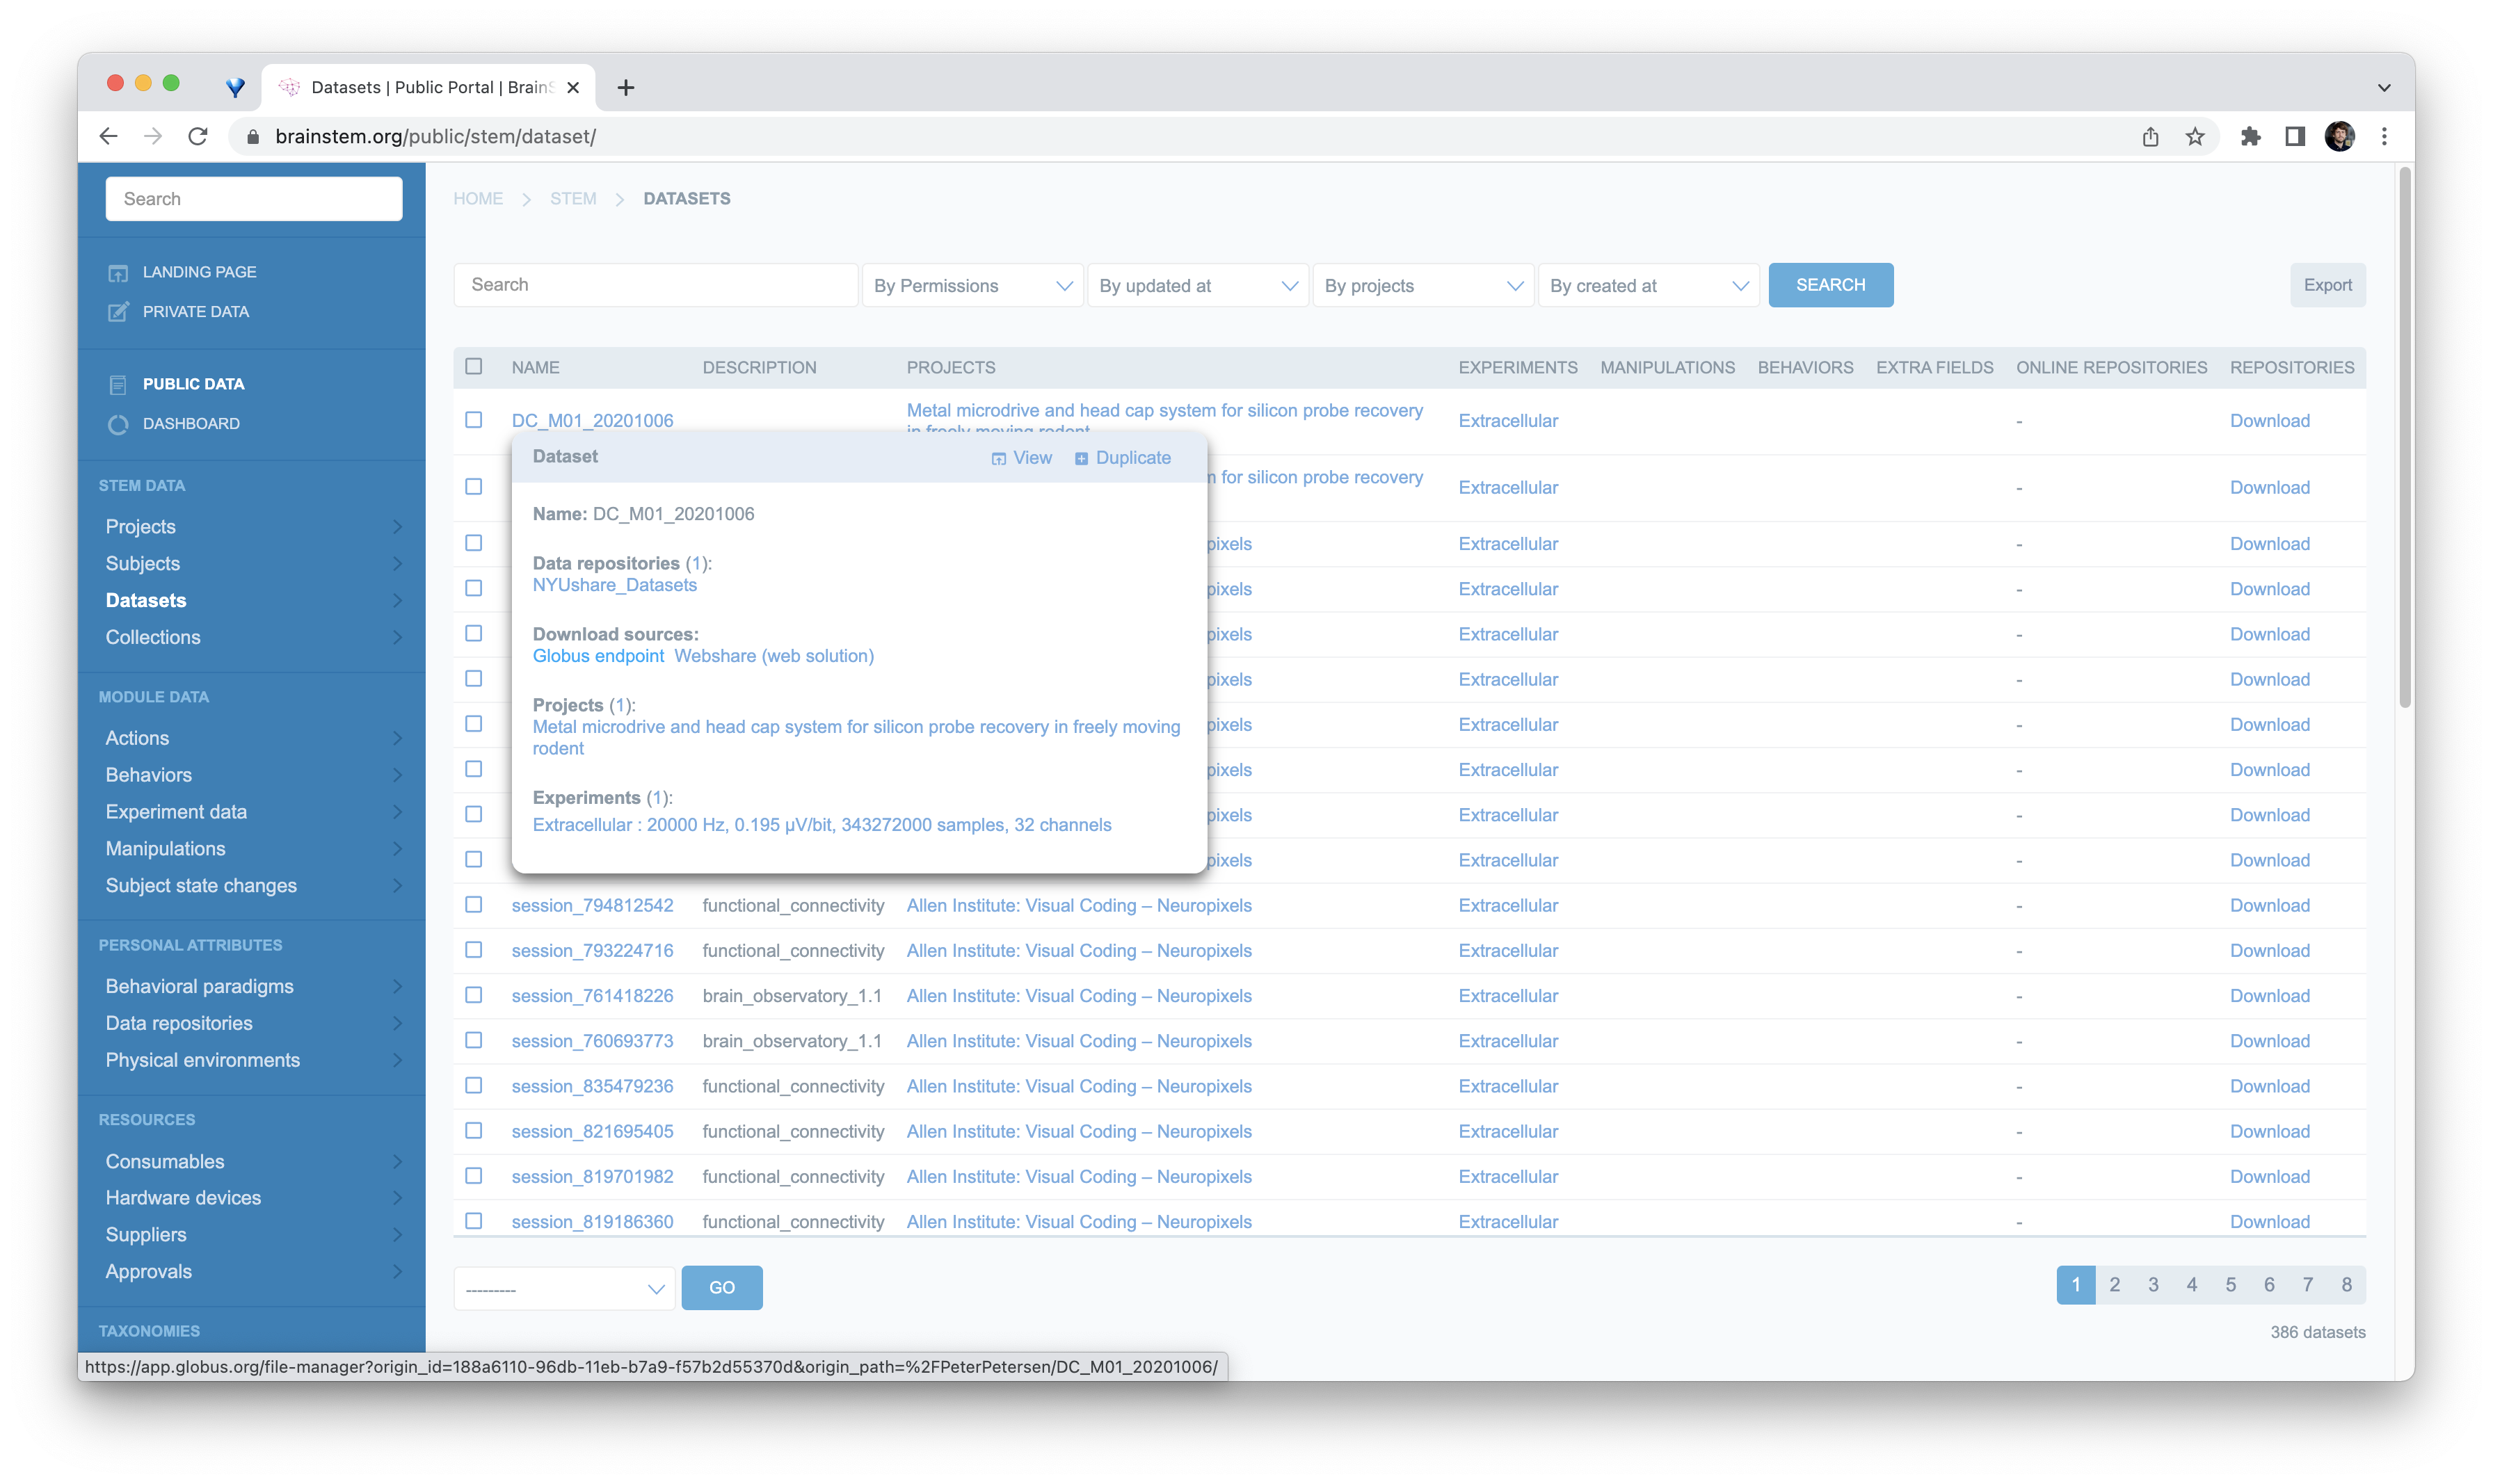 Datasets | Public Portal | Brain
brainstem.org/public/stem/dataset/
Search
LANDING PAGE
PRIVATE DATA
PUBLIC DATA
DASHBOARD
STEM DATA
Projects
Subjects
Datasets
Collections
MODULE DATA
Actions
Behaviors
Experiment data
Manipulations
Subject state changes
PERSONAL ATTRIBUTES
Behavioral paradigms
Data repositories
Physical environments
RESOURCES
Consumables
Hardware devices
Suppliers
Approvals
TAXONOMIES
HOME > STEM > DATASETS
Search By Permissions By updated at By projects By created at SEARCH Export
NAME DESCRIPTION PROJECTS EXPERIMENTS MANIPULATIONS BEHAVIORS EXTRA FIELDS ONLINE REPOSITORIES REPOSITORIES
DC_M01_20201006 Metal microdrive and head cap system for silicon probe recovery Extracellular - Download
in freely moving rodent
for silicon probe recovery Extracellular - Download
pixels Extracellular - Download
pixels Extracellular - Download
pixels Extracellular - Download
pixels Extracellular - Download
pixels Extracellular - Download
pixels Extracellular - Download
pixels Extracellular - Download
pixels Extracellular - Download
Dataset View Duplicate
Name: DC_M01_20201006
Data repositories (1):
NYUshare_Datasets
Download sources:
Globus endpoint Webshare (web solution)
Projects (1):
Metal microdrive and head cap system for silicon probe recovery in freely moving
rodent
Experiments (1):
Extracellular : 20000 Hz, 0.195 µV/bit, 343272000 samples, 32 channels
session_794812542 functional_connectivity Allen Institute: Visual Coding – Neuropixels Extracellular - Download
session_793224716 functional_connectivity Allen Institute: Visual Coding – Neuropixels Extracellular - Download
session_761418226 brain_observatory_1.1 Allen Institute: Visual Coding – Neuropixels Extracellular - Download
session_760693773 brain_observatory_1.1 Allen Institute: Visual Coding – Neuropixels Extracellular - Download
session_835479236 functional_connectivity Allen Institute: Visual Coding – Neuropixels Extracellular - Download
session_821695405 functional_connectivity Allen Institute: Visual Coding – Neuropixels Extracellular - Download
session_819701982 functional_connectivity Allen Institute: Visual Coding – Neuropixels Extracellular - Download
session_819186360 functional_connectivity Allen Institute: Visual Coding – Neuropixels Extracellular - Download
--------- GO
1 2 3 4 5 6 7 8
386 datasets
https://app.globus.org/file-manager?origin_id=188a6110-96db-11eb-b7a9-f57b2d55370d&origin_path=%2FPeterPetersen/DC_M01_20201006/